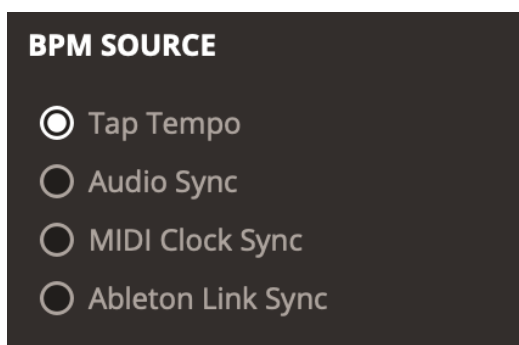 BPM SOURCE
Tap Tempo
Audio Sync
MIDI Clock Sync
Ableton Link Sync